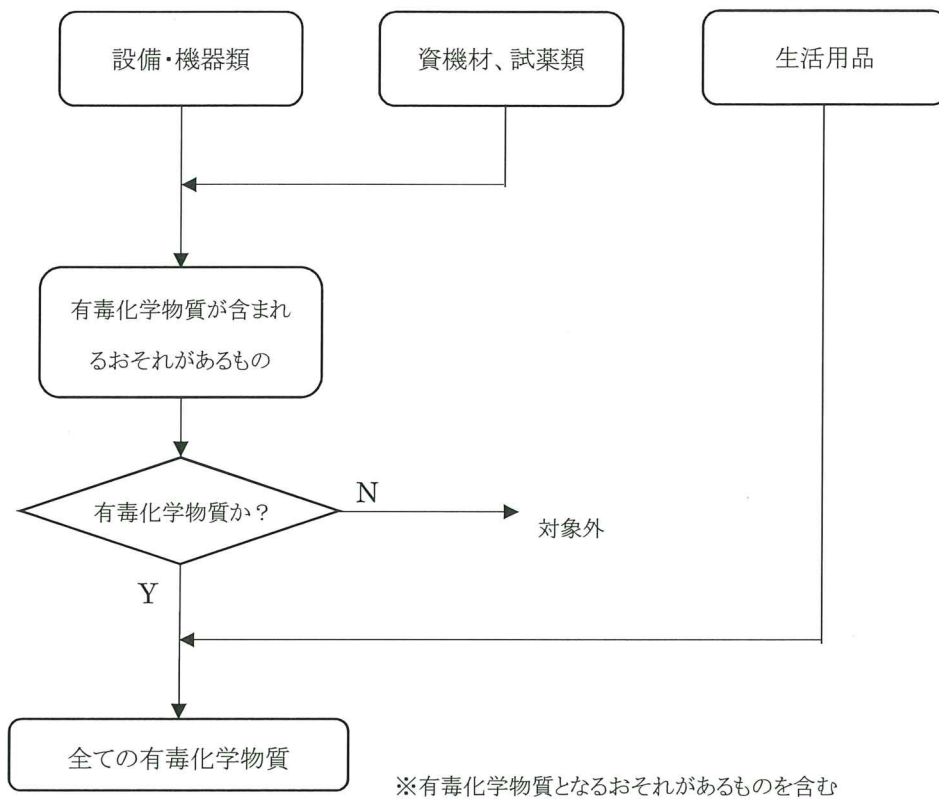 設備・機器類
資機材、試薬類
生活用品
有毒化学物質が含まれ
るおそれがあるもの
有毒化学物質か？
N
対象外
Y
全ての有毒化学物質
※有毒化学物質となるおそれがあるものを含む